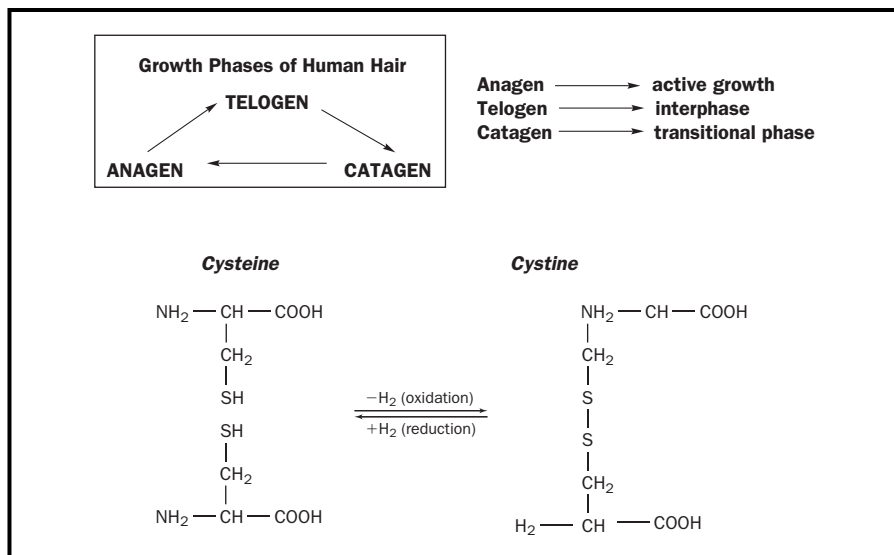 Growth Phases of Human Hair
TELOGEN
ANAGEN
CATAGEN
Anagen → active growth
Telogen → interphase
Catagen → transitional phase
Cysteine
NH2 — CH — COOH
CH2
SH
SH
CH2
NH2 — CH — COOH
−H2 (oxidation)
+H2 (reduction)
Cystine
NH2 — CH — COOH
CH2
S
S
CH2
H2 — CH — COOH